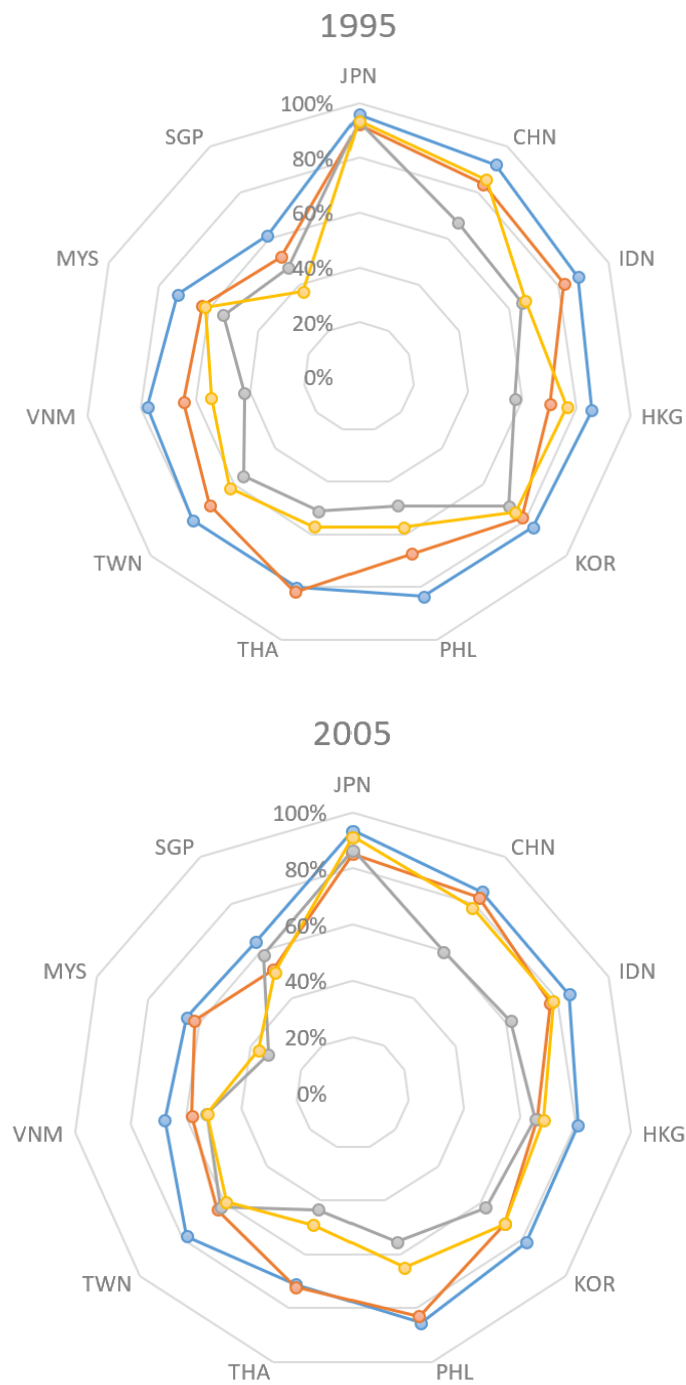 1995
JPN
100%
SGP
CHN
80%
60%
MYS
IDN
40%
20%
0%
VNM
HKG
TWN
KOR
THA
PHL
2005
JPN
100%
SGP
CHN
80%
60%
MYS
IDN
40%
20%
0%
VNM
HKG
TWN
KOR
THA
PHL